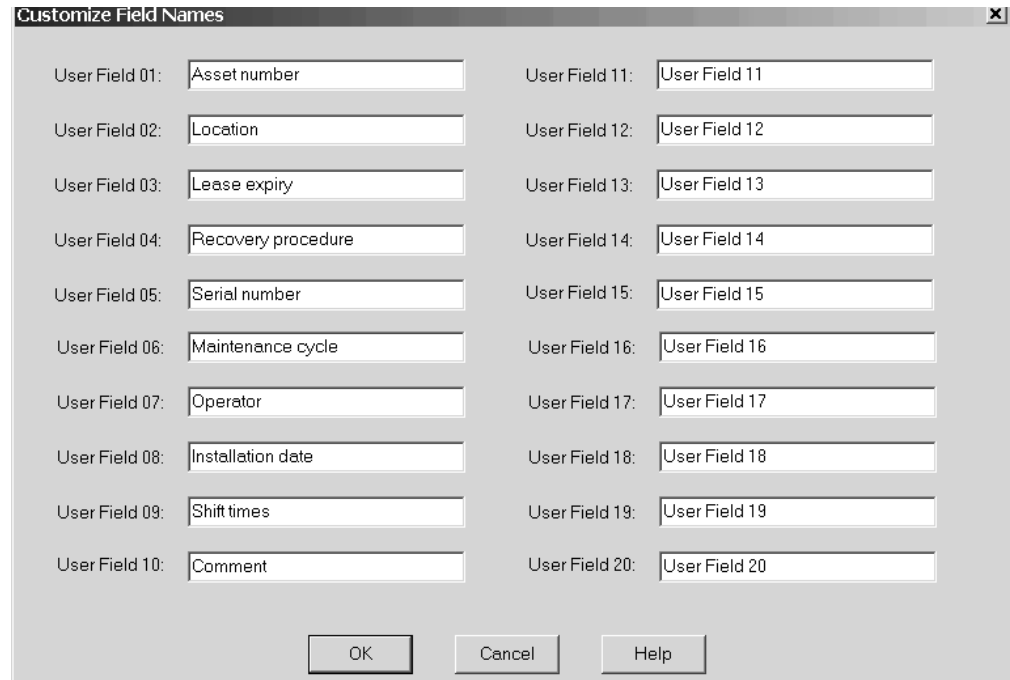 Customize Field Names
User Field 01: Asset number User Field 11: User Field 11
User Field 02: Location User Field 12: User Field 12
User Field 03: Lease expiry User Field 13: User Field 13
User Field 04: Recovery procedure User Field 14: User Field 14
User Field 05: Serial number User Field 15: User Field 15
User Field 06: Maintenance cycle User Field 16: User Field 16
User Field 07: Operator User Field 17: User Field 17
User Field 08: Installation date User Field 18: User Field 18
User Field 09: Shift times User Field 19: User Field 19
User Field 10: Comment User Field 20: User Field 20
OK Cancel Help